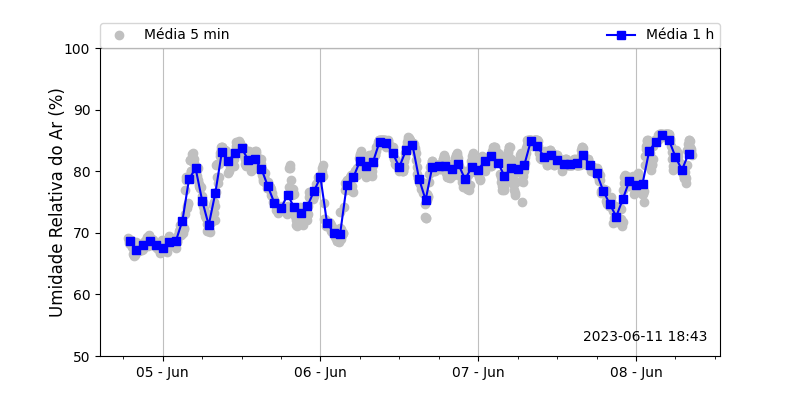 Média 5 min
Média 1 h
100
90
80
70
60
50
Umidade Relativa do Ar (%)
2023-06-11 18:43
05 - Jun
06 - Jun
07 - Jun
08 - Jun